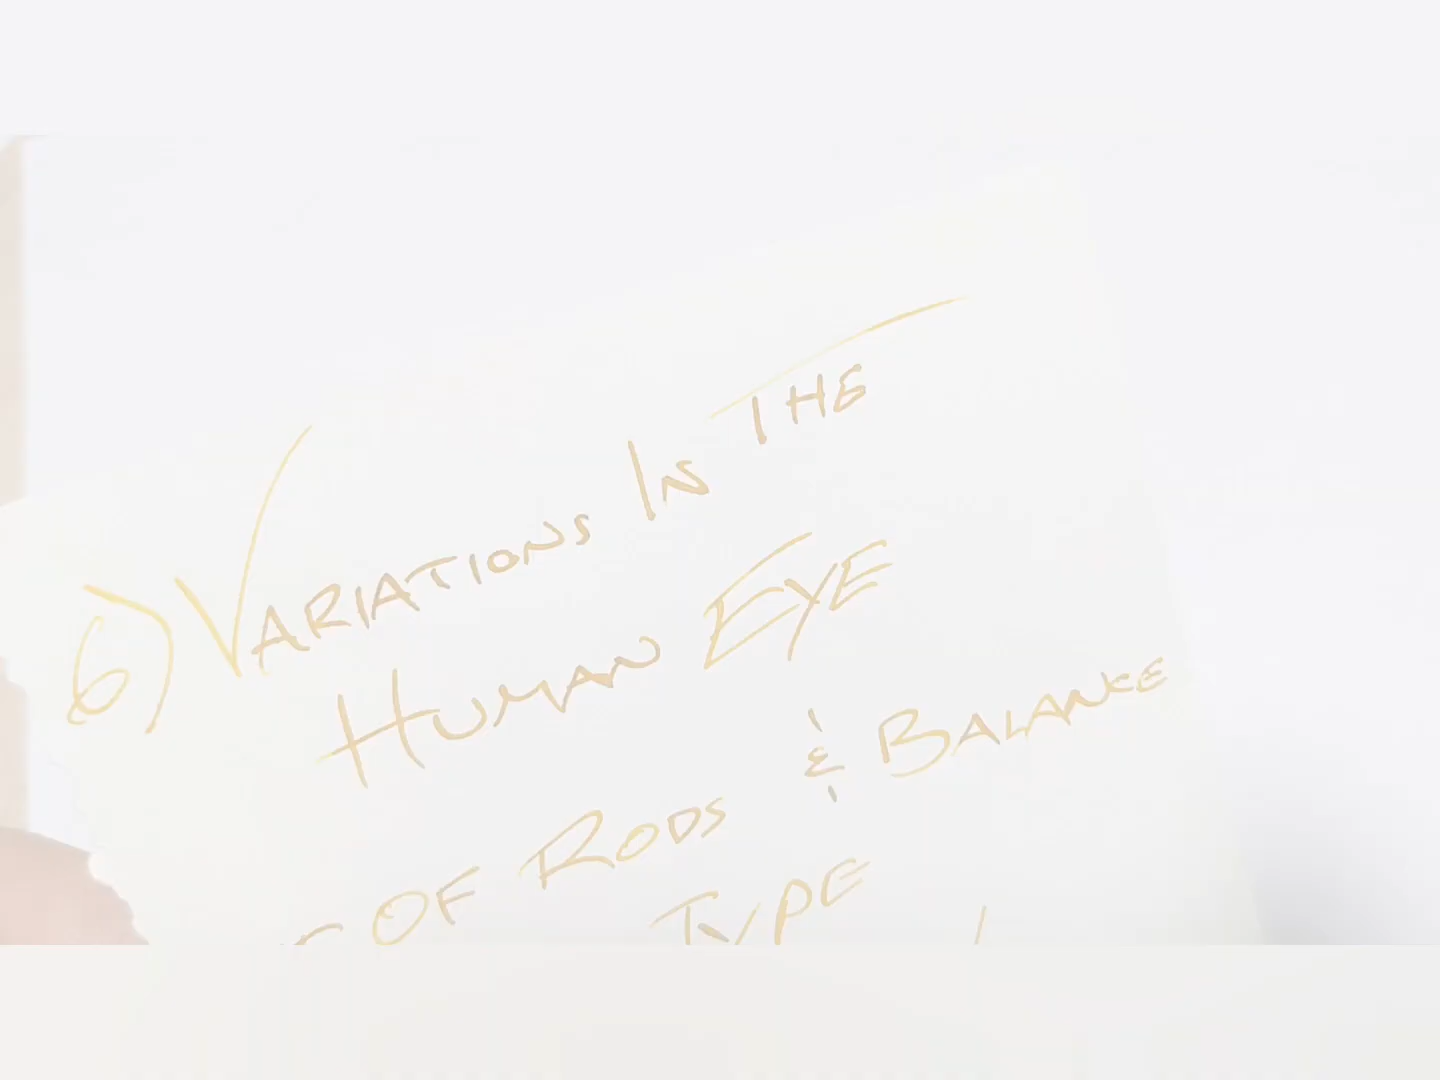 6) VARIATIONS IN THE
HUMAN EYE
OF RODS & BALANCE
TYPE